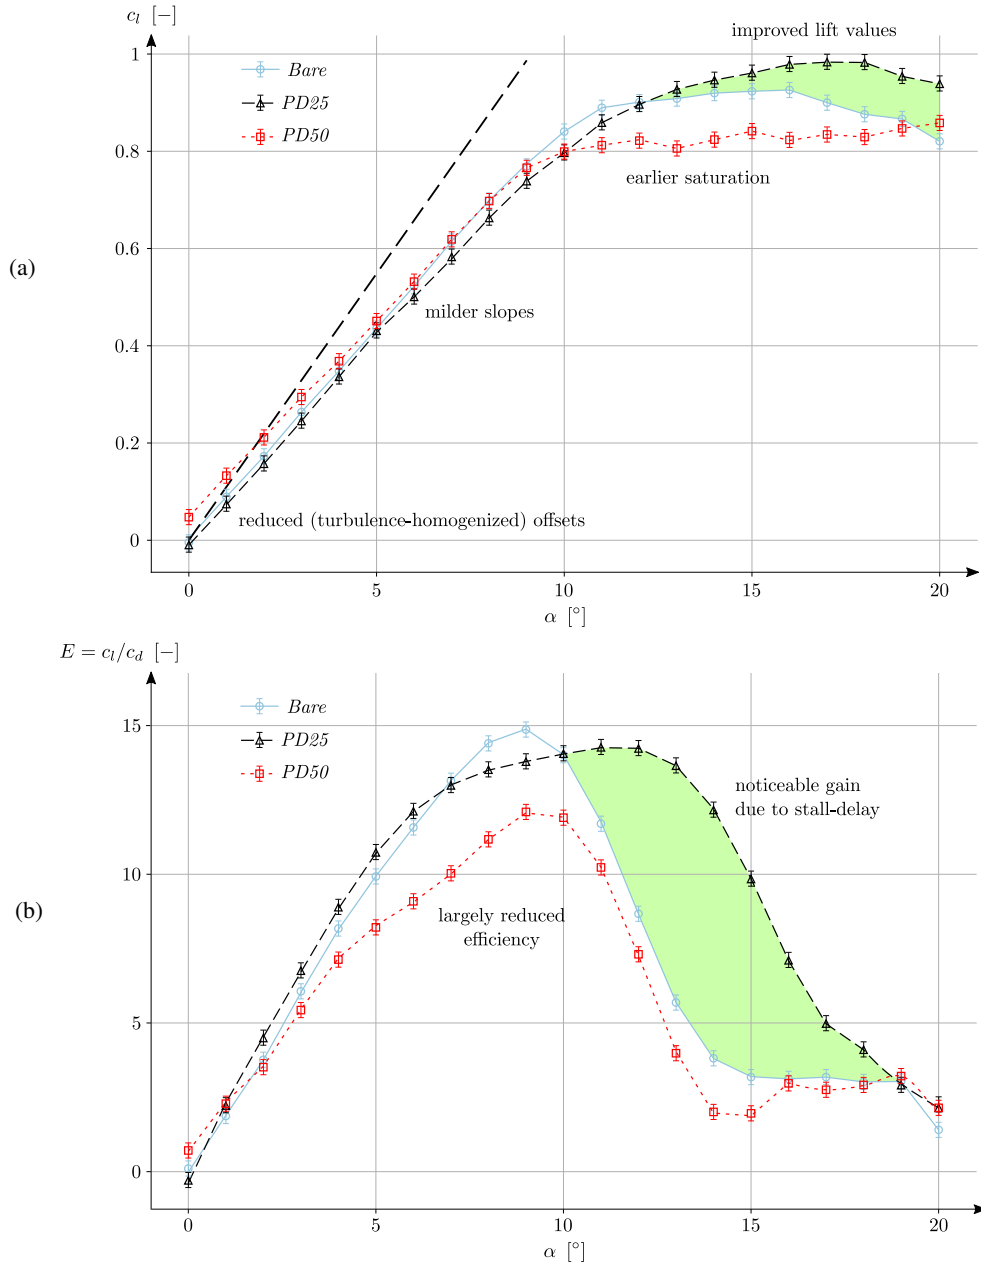 c_l [−]
improved lift values
1
Bare
PD25
PD50
0.8
earlier saturation
0.6
(a)
milder slopes
0.4
0.2
reduced (turbulence-homogenized) offsets
0
0 5 10 15 20
α [°]
E = c_l/c_d [−]
Bare
15
PD25
PD50
noticeable gain
due to stall-delay
10
largely reduced
efficiency
(b)
5
0
0 5 10 15 20
α [°]